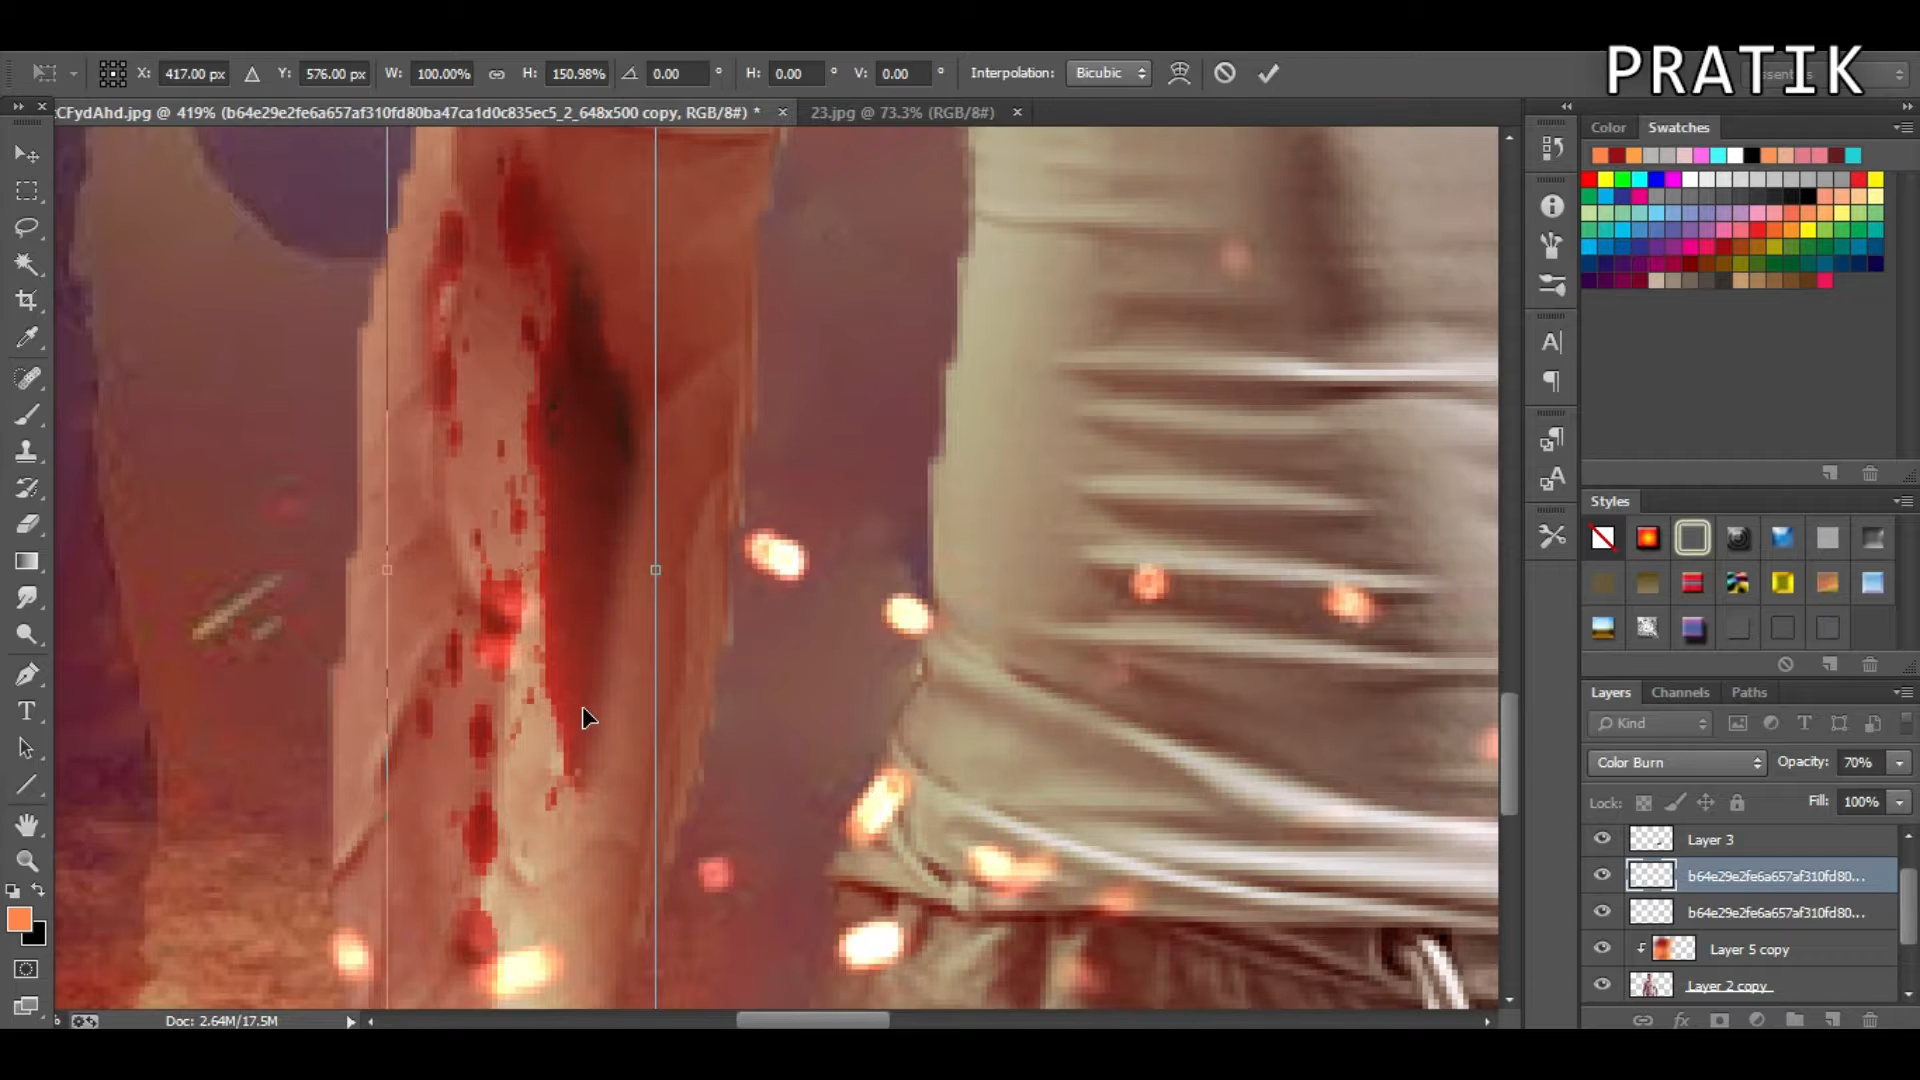 PRATIK
X: 417.00 px Y: 576.00 px W: 100.00% H: 150.98% 0.00 ° H: 0.00 ° V: 0.00 ° Interpolation: Bicubic
CFydAhd.jpg @ 419% (b64e29e2fe6a657af310fd80ba47ca1d0c835ec5_2_648x500 copy, RGB/8#) * × 23.jpg @ 73.3% (RGB/8#) ×
Color Swatches
Styles
Layers Channels Paths
Kind
Color Burn Opacity: 70%
Lock: Fill: 100%
Layer 3
b64e29e2fe6a657af310fd80...
b64e29e2fe6a657af310fd80...
Layer 5 copy
Layer 2 copy
Doc: 2.64M/17.5M